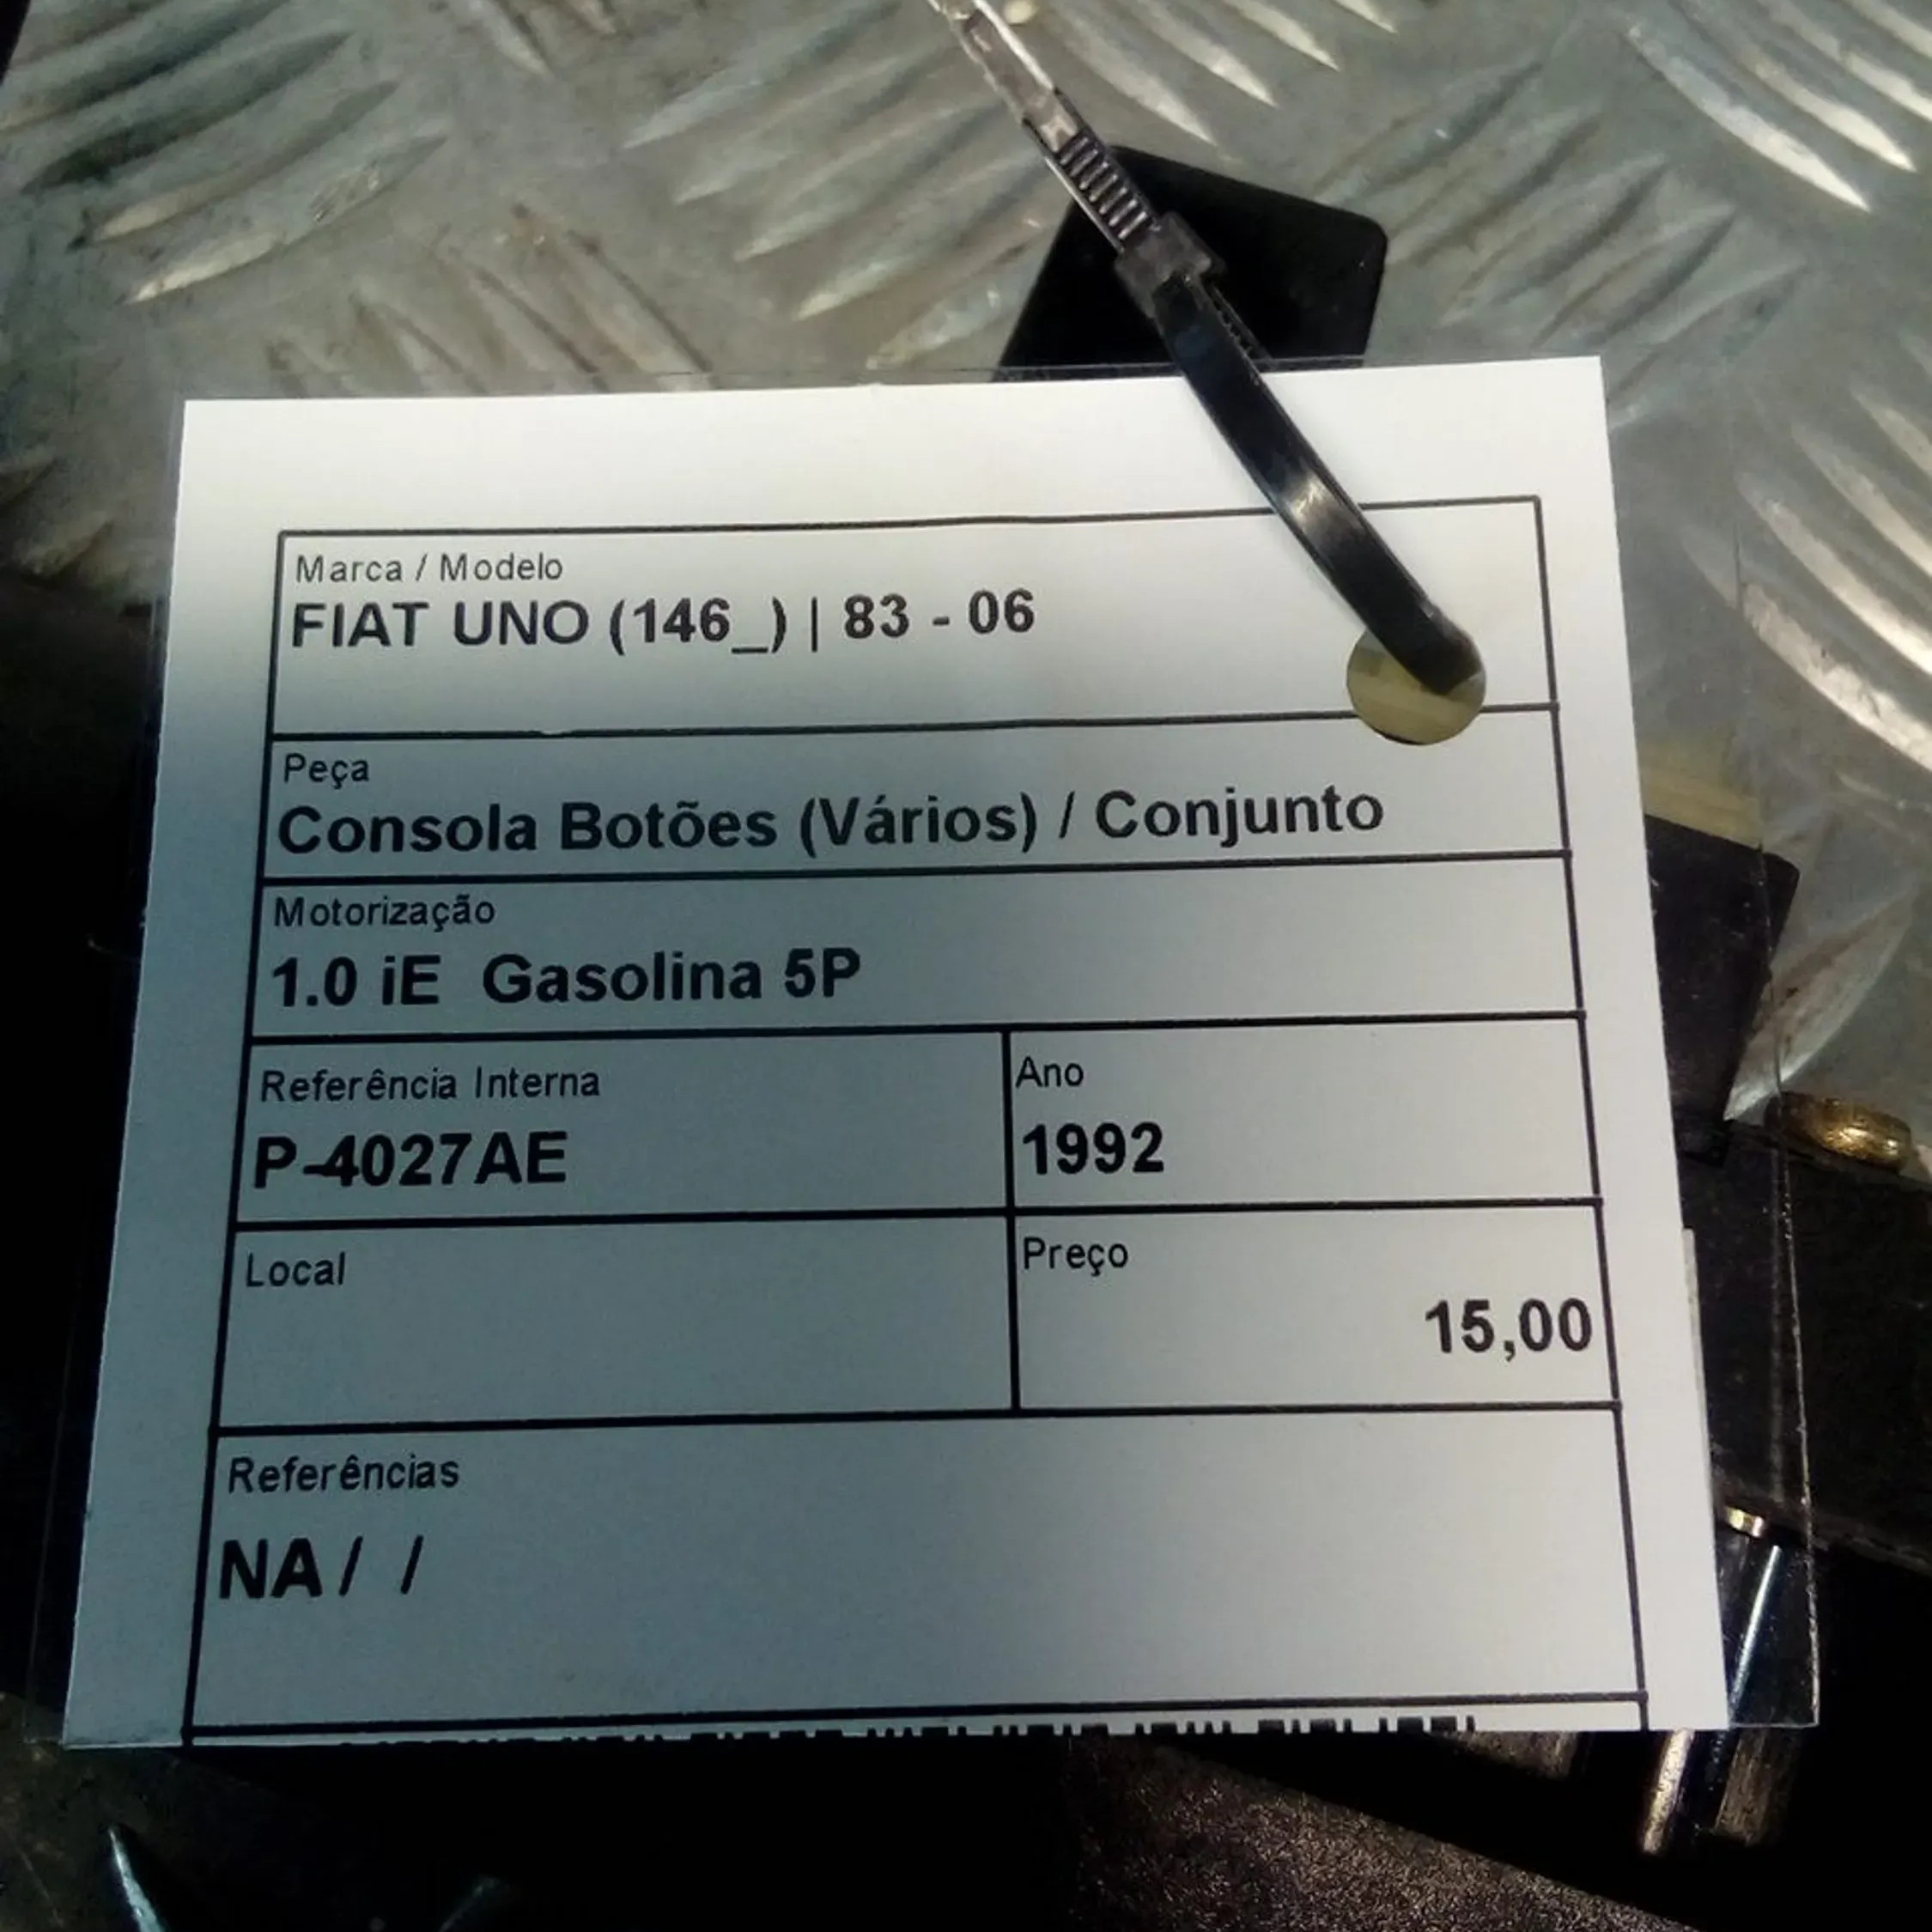 Marca / Modelo
FIAT UNO (146_) | 83 - 06
Peça
Consola Botões (Vários) / Conjunto
Motorização
1.0 iE  Gasolina 5P
Referência Interna
P-4027AE
Ano
1992
Local
Preço
15,00
Referências
NA /  /